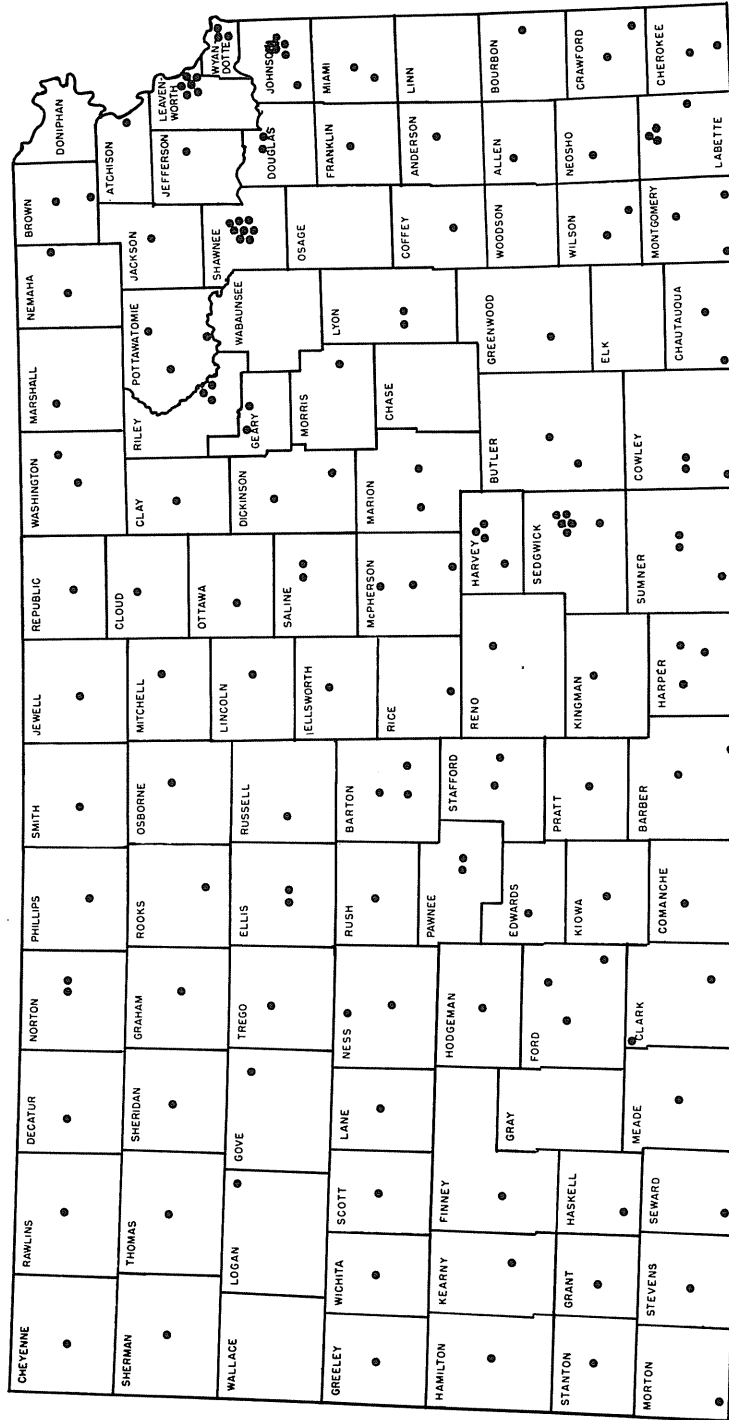 CHEYENNE
RAWLINS
DECATUR
NORTON
PHILLIPS
SMITH
JEWELL
REPUBLIC
WASHINGTON
MARSHALL
NEMAHA
BROWN
DONIPHAN
SHERMAN
THOMAS
SHERIDAN
GRAHAM
ROOKS
OSBORNE
MITCHELL
CLOUD
CLAY
RILEY
POTTAWATOMIE
JACKSON
ATCHISON
JEFFERSON
LEAVEN-
WORTH
WYAN-
DOTTE
WALLACE
LOGAN
GOVE
TREGO
ELLIS
RUSSELL
LINCOLN
OTTAWA
DICKINSON
GEARY
WABAUNSEE
SHAWNEE
DOUGLAS
JOHNSON
GREELEY
WICHITA
SCOTT
LANE
NESS
RUSH
BARTON
ELLSWORTH
SALINE
MORRIS
OSAGE
FRANKLIN
MIAMI
HAMILTON
KEARNY
FINNEY
HODGEMAN
PAWNEE
STAFFORD
RICE
McPHERSON
MARION
CHASE
LYON
COFFEY
ANDERSON
LINN
GRAY
FORD
EDWARDS
RENO
HARVEY
BUTLER
GREENWOOD
WOODSON
ALLEN
BOURBON
STANTON
GRANT
HASKELL
KIOWA
PRATT
KINGMAN
SEDGWICK
ELK
WILSON
NEOSHO
CRAWFORD
MORTON
STEVENS
SEWARD
MEADE
CLARK
COMANCHE
BARBER
HARPER
SUMNER
COWLEY
CHAUTAUQUA
MONTGOMERY
LABETTE
CHEROKEE